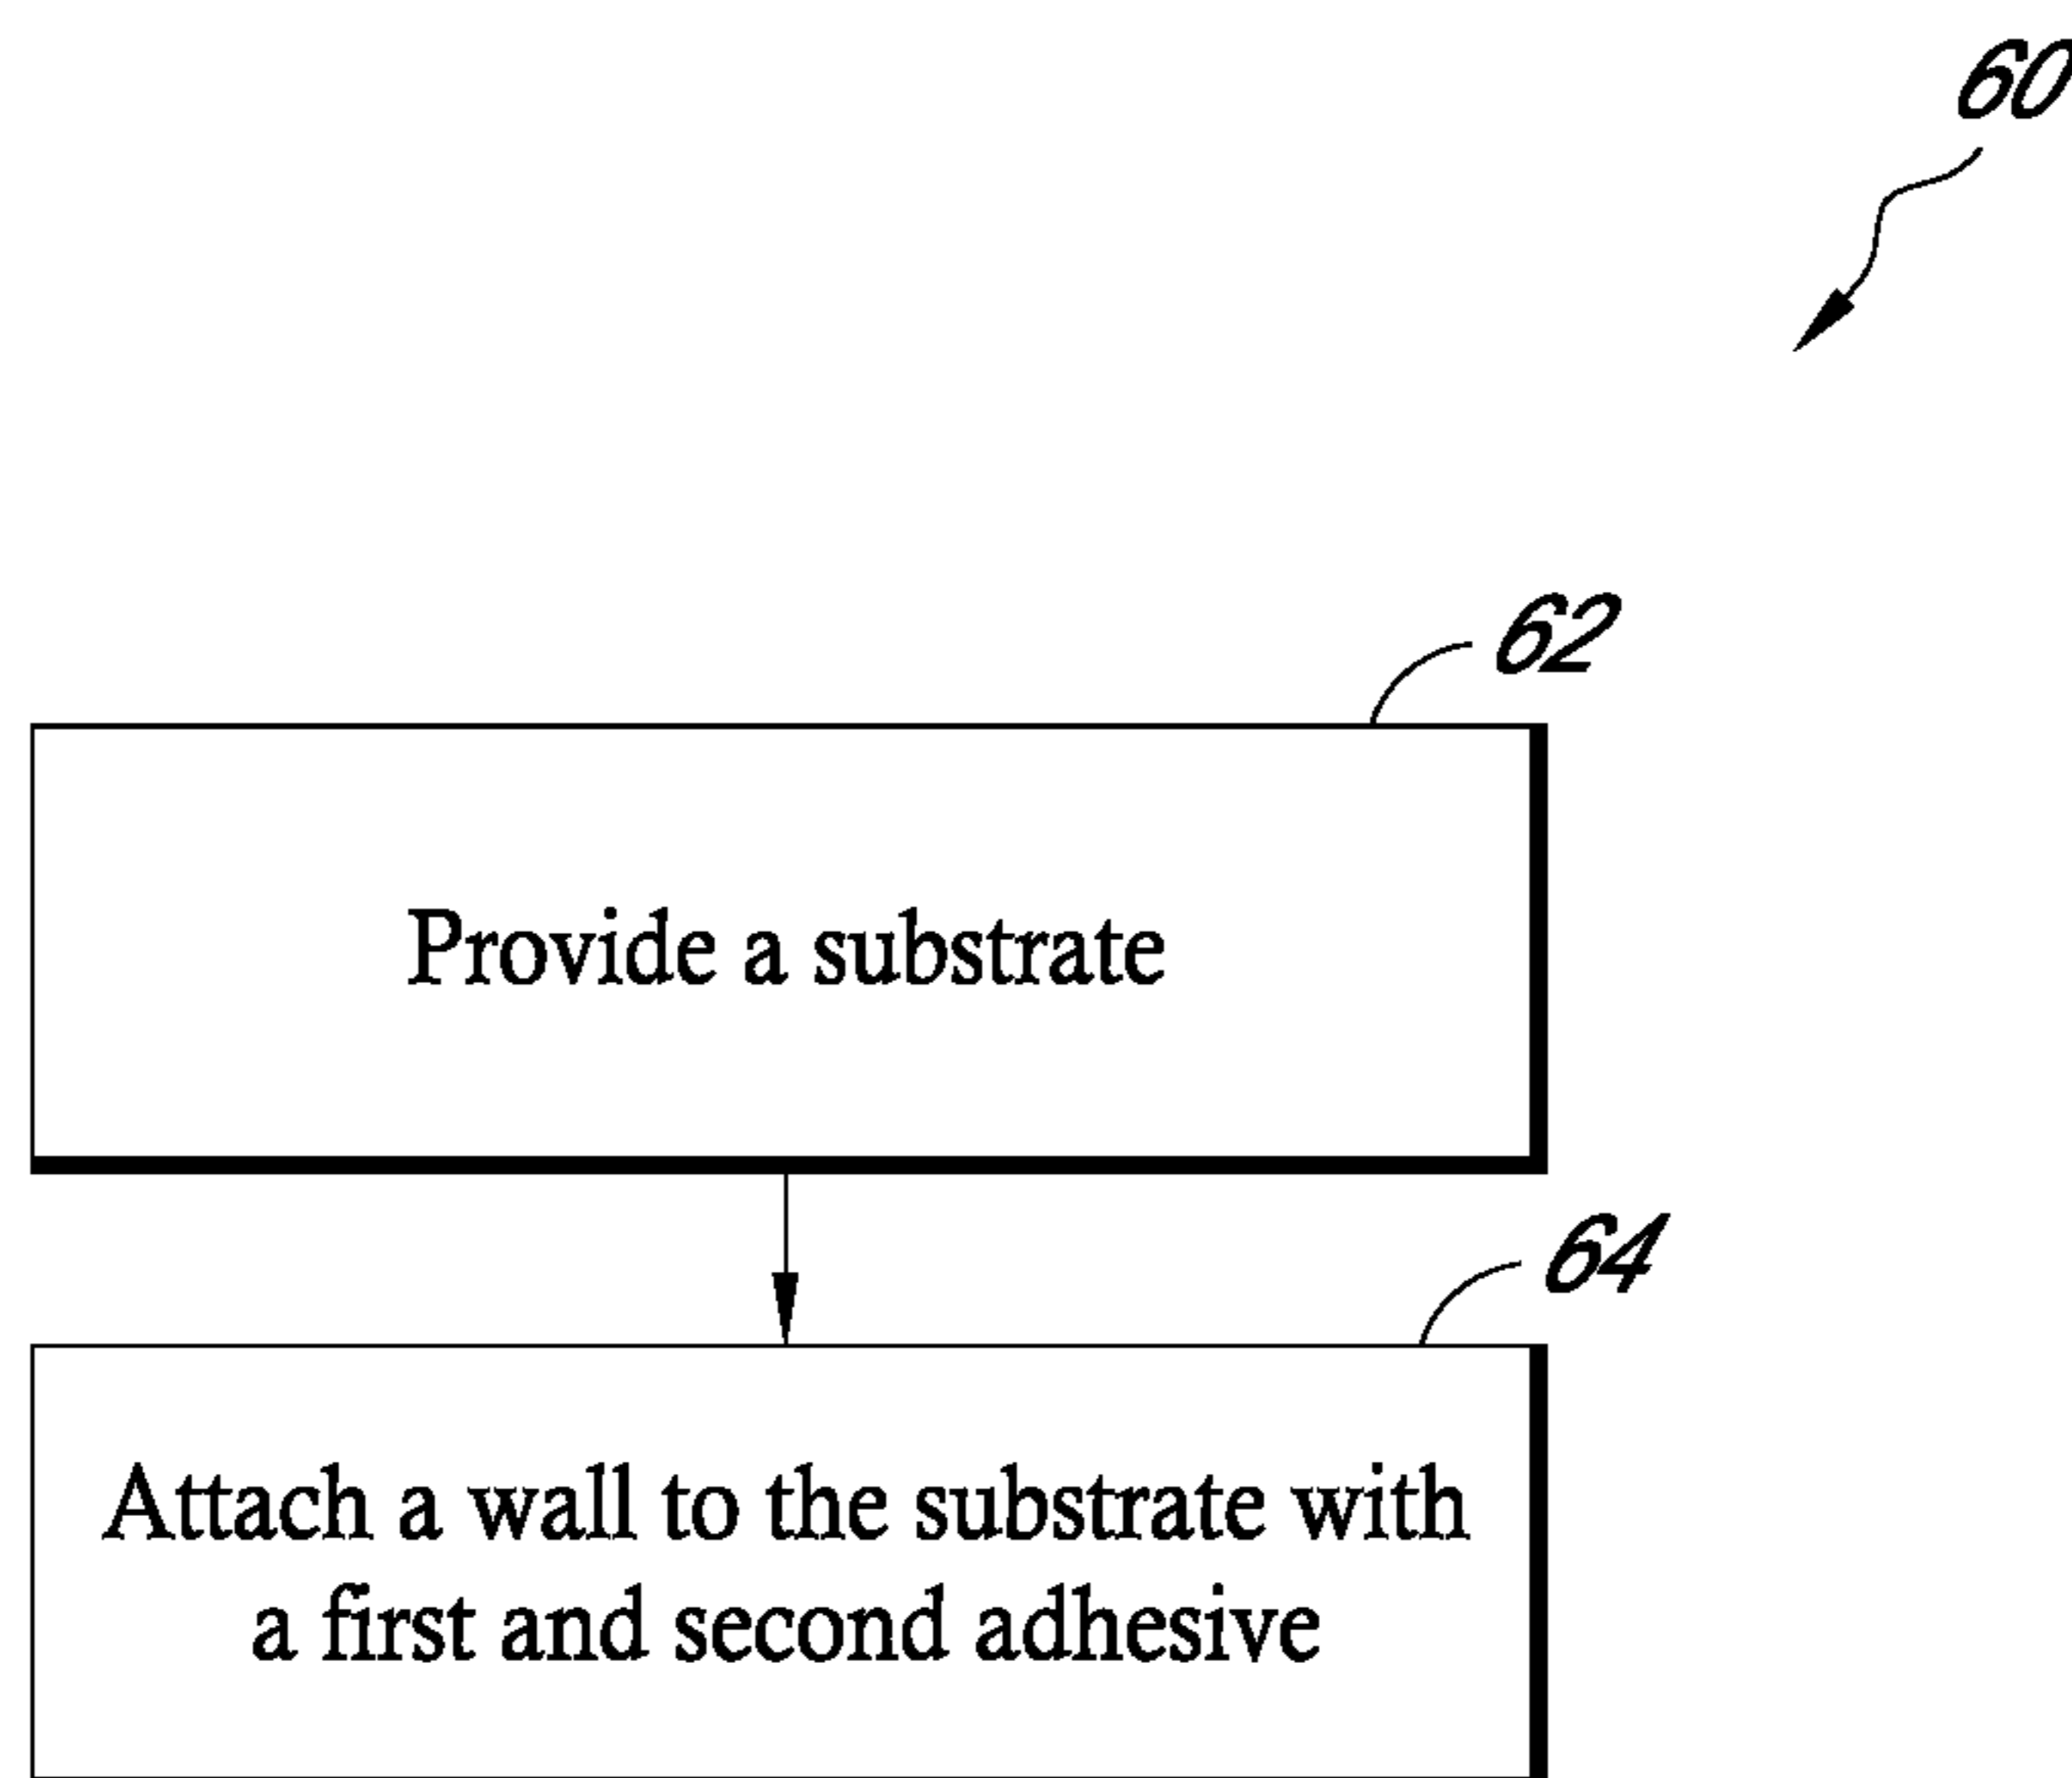 60
62
Provide a substrate
64
Attach a wall to the substrate with
a first and second adhesive